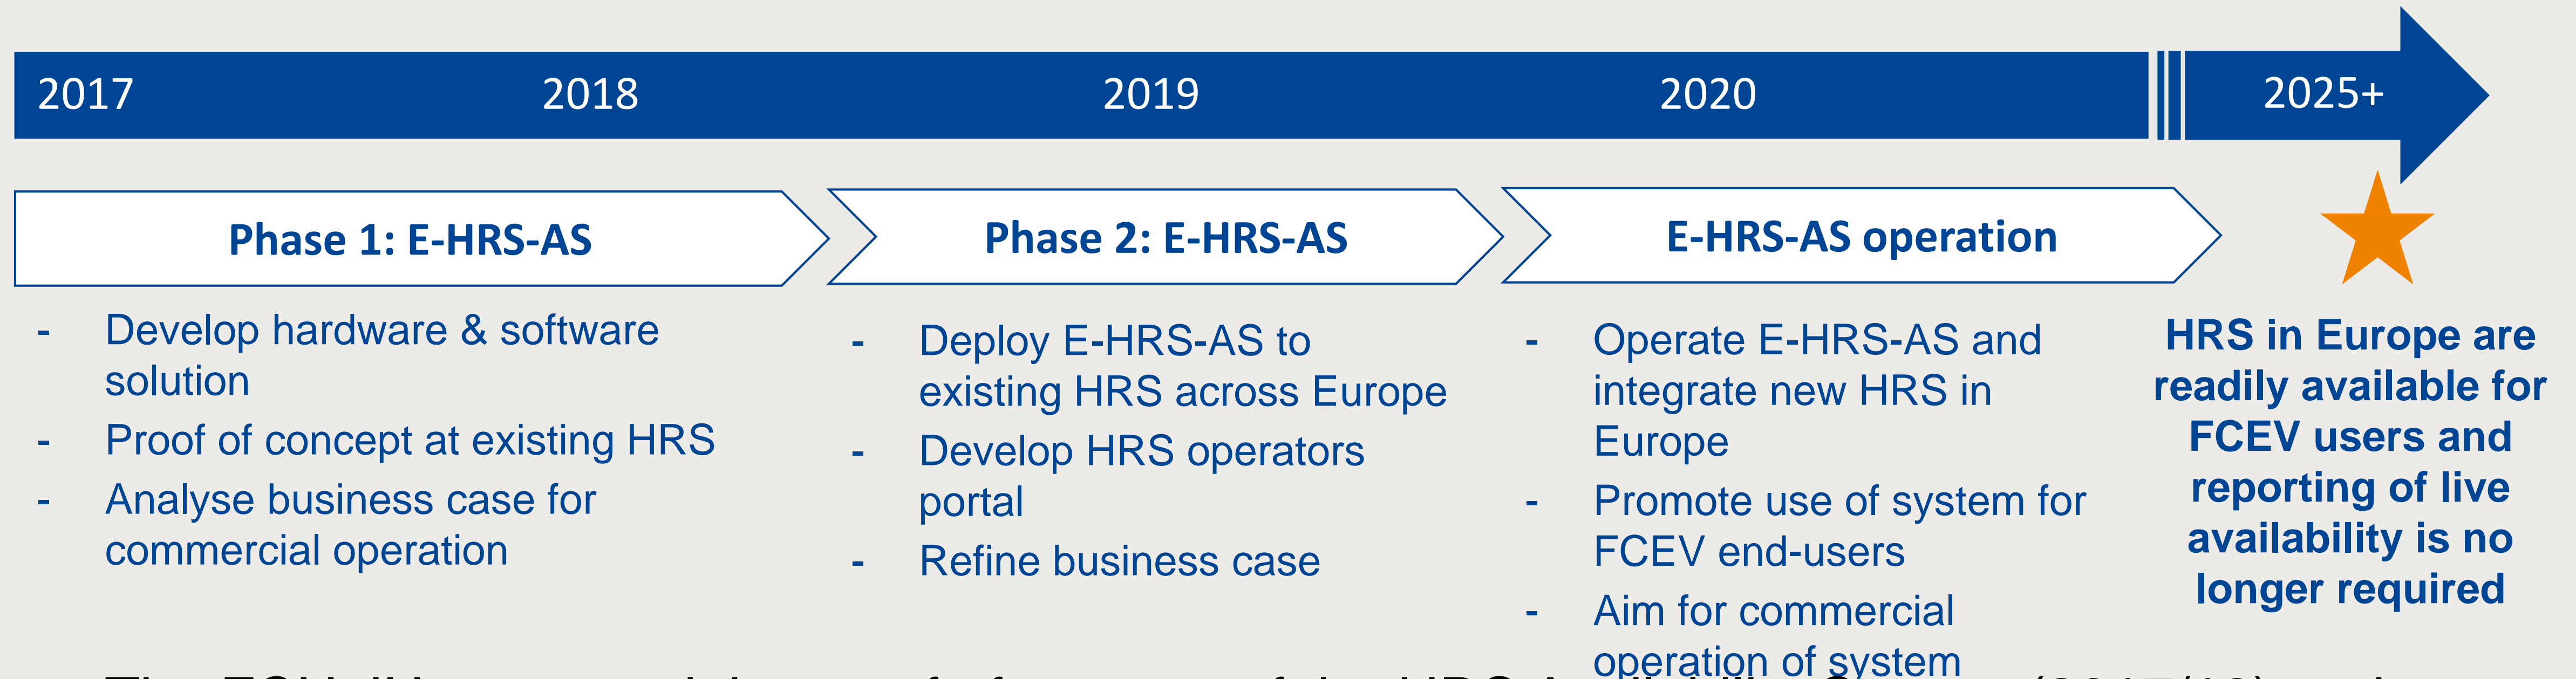 2017 2018 2019 2020 2025+
Phase 1: E-HRS-AS
- Develop hardware & software
solution
- Proof of concept at existing HRS
- Analyse business case for
commercial operation
Phase 2: E-HRS-AS
- Deploy E-HRS-AS to
existing HRS across Europe
- Develop HRS operators
portal
- Refine business case
E-HRS-AS operation
- Operate E-HRS-AS and
integrate new HRS in
Europe
- Promote use of system for
FCEV end-users
- Aim for commercial
operation of system
HRS in Europe are
readily available for
FCEV users and
reporting of live
availability is no
longer required